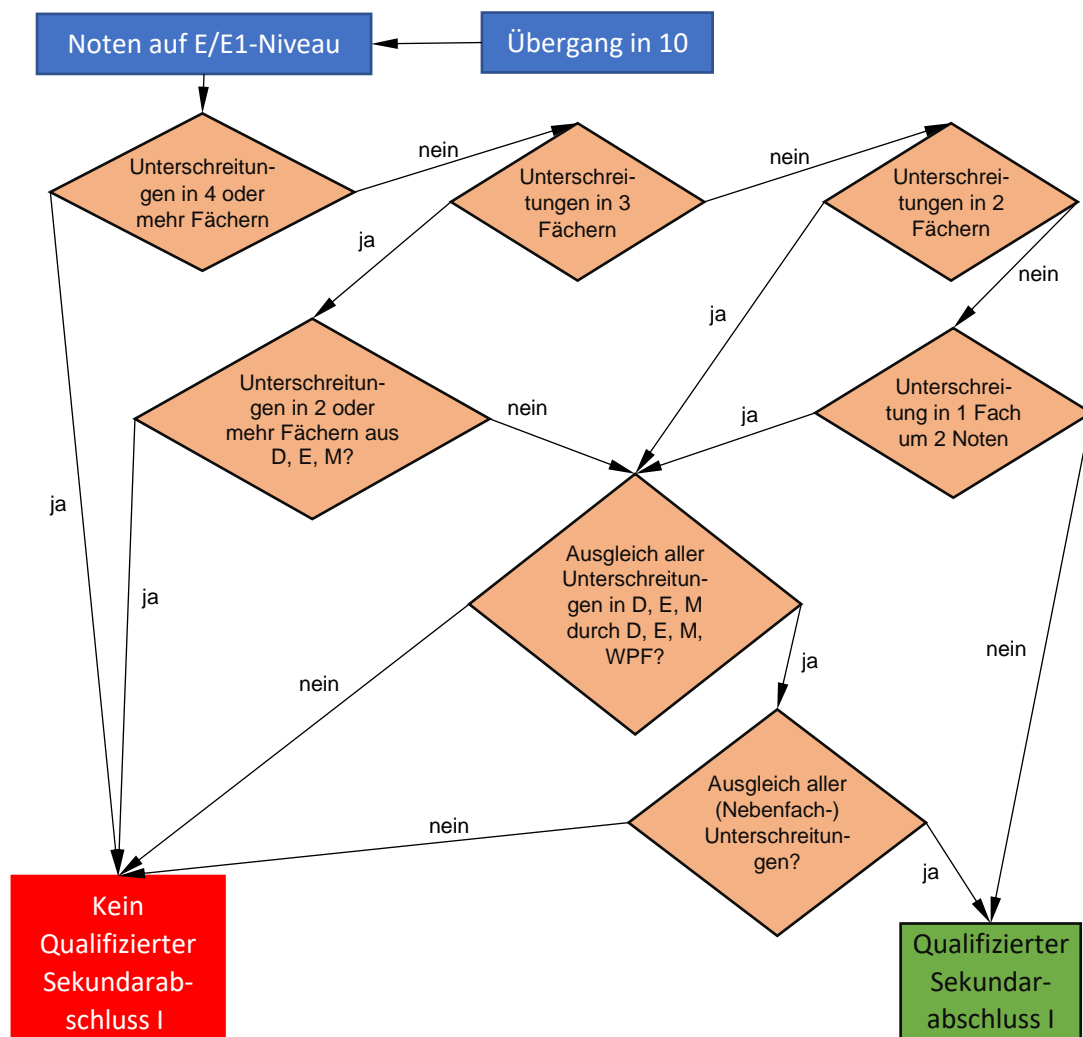 Noten auf E/E1-Niveau
Übergang in 10
Unterschreitun-
gen in 4 oder
mehr Fächern
nein
Unterschrei-
tungen in 3
Fächern
nein
Unterschrei-
tungen in 2
Fächern
ja
nein
ja
Unterschreitun-
gen in 2 oder
mehr Fächern aus
D, E, M?
nein
ja
Unterschrei-
tung in 1 Fach
um 2 Noten
ja
ja
Ausgleich aller
Unterschreitun-
gen in D, E, M
durch D, E, M,
WPF?
nein
ja
nein
Ausgleich aller
(Nebenfach-)
Unterschreitun-
gen?
nein
ja
Kein
Qualifizierter
Sekundarab-
schluss I
Qualifizierter
Sekundar-
abschluss I